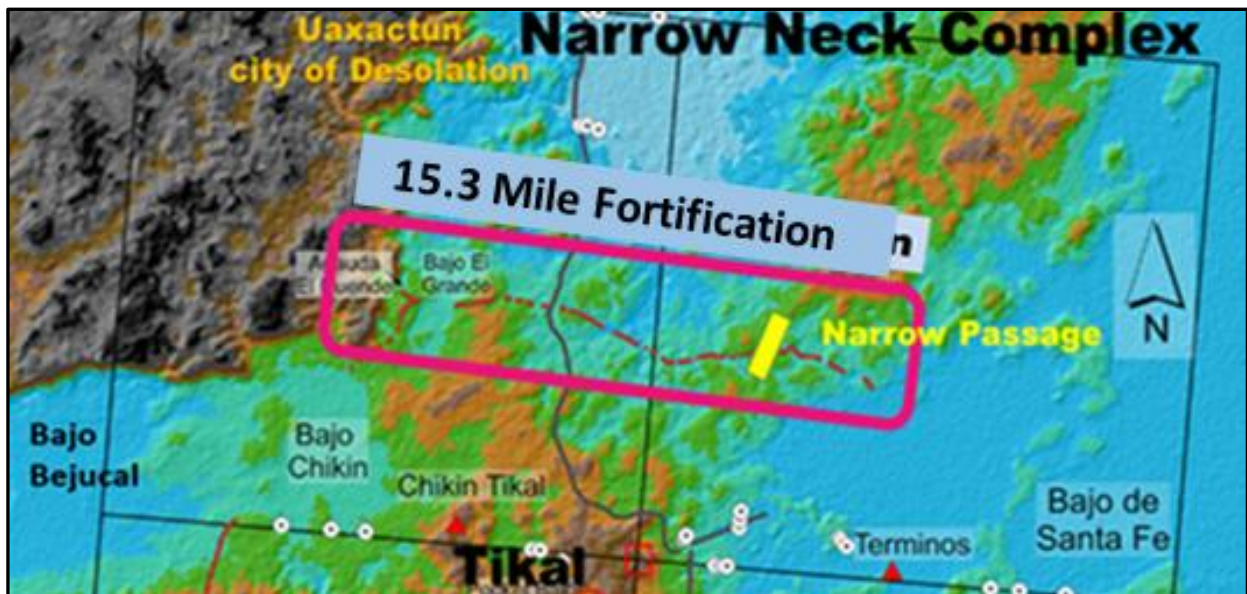 Uaxactun
city of Desolation
Narrow Neck Complex
15.3 Mile Fortification
n
Bajo El
Grande
Narrow Passage
N
Bajo
Bejucal
Bajo
Chikin
Chikin Tikal
Tikal
Terminos
Bajo de
Santa Fe